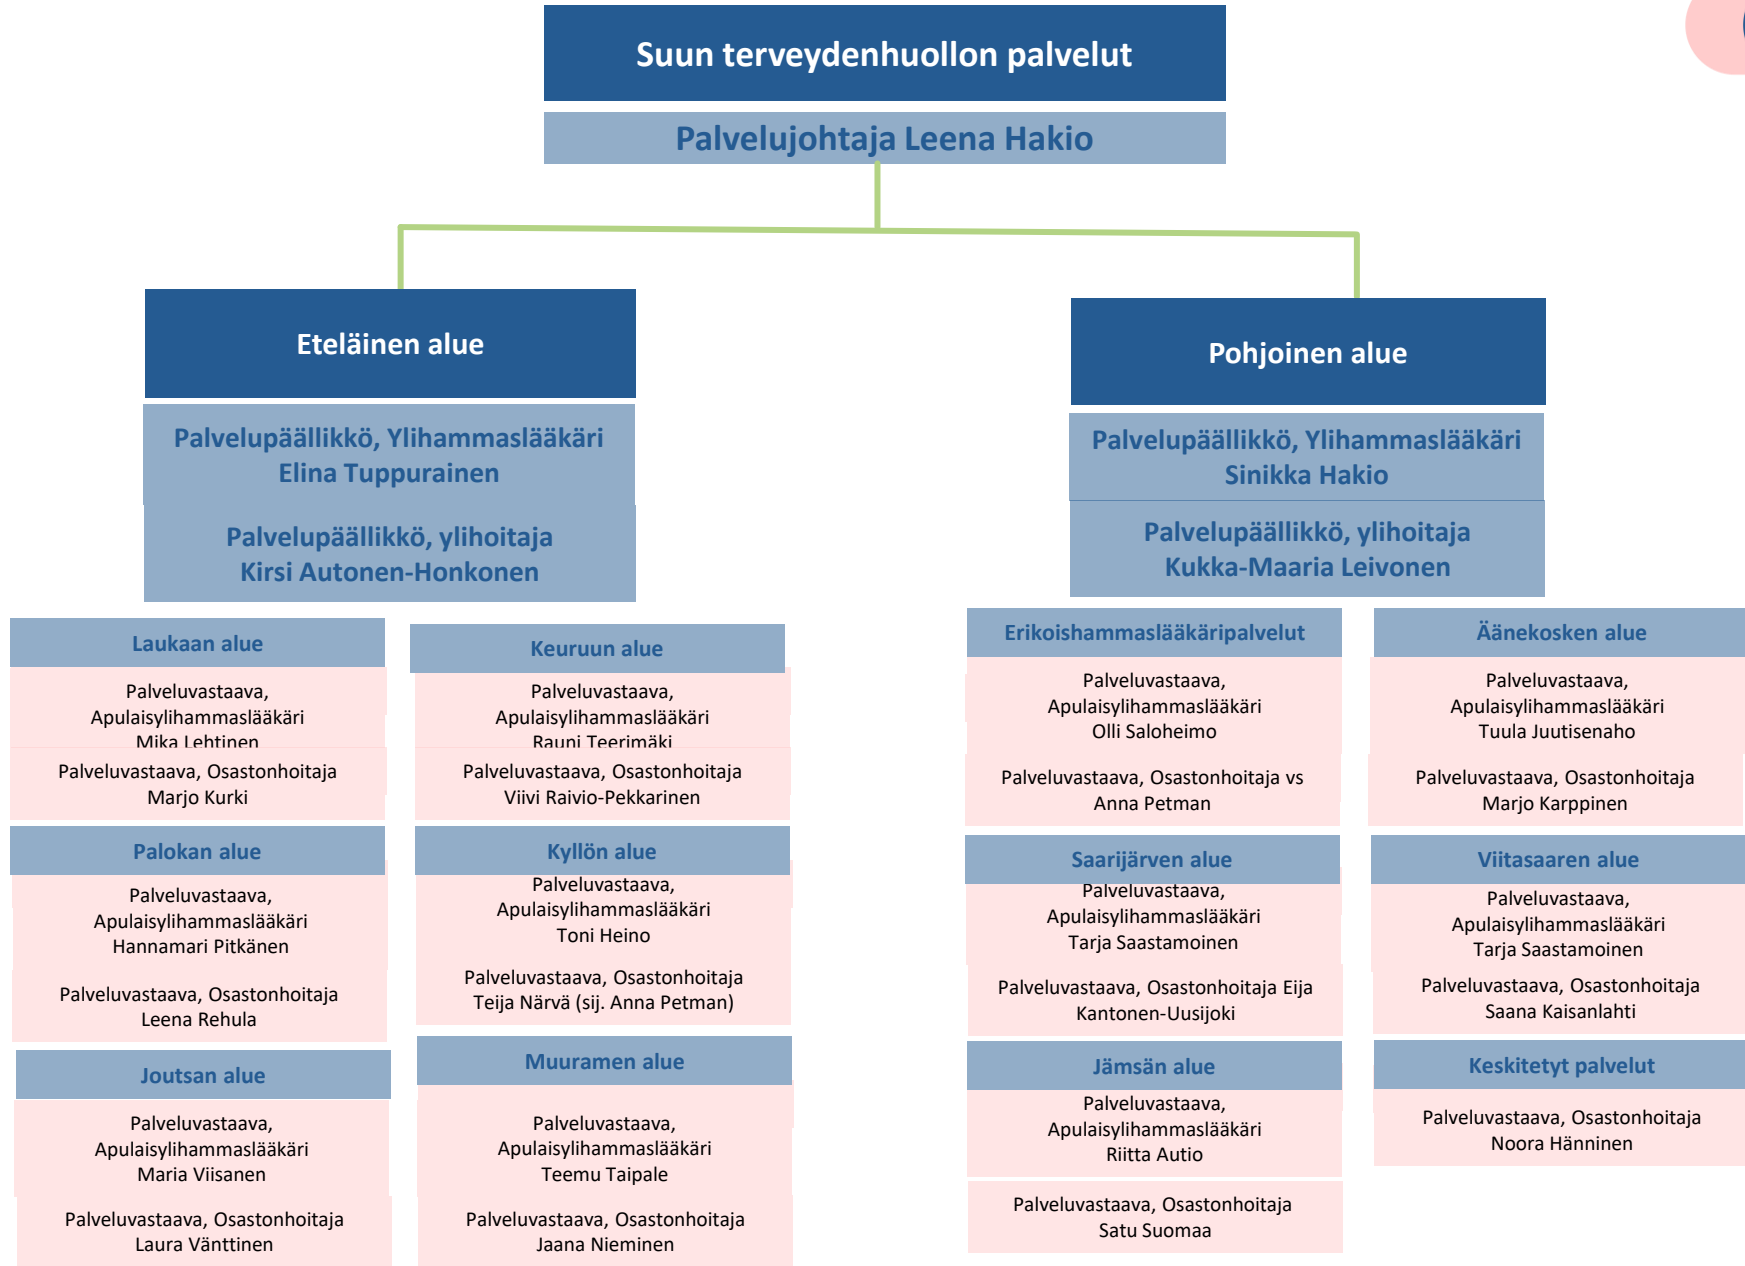 Suun terveydenhuollon palvelut
Palvelujohtaja Leena Hakio
Eteläinen alue
Palvelupäällikkö, Ylihammaslääkäri
Elina Tuppurainen
Palvelupäällikkö, ylihoitaja
Kirsi Autonen-Honkonen
Laukaan alue
Palveluvastaava,
Apulaisylihammaslääkäri
Mika Lehtinen
Palveluvastaava, Osastonhoitaja
Marjo Kurki
Keuruun alue
Palveluvastaava,
Apulaisylihammaslääkäri
Rauni Teerimäki
Palveluvastaava, Osastonhoitaja
Viivi Raivio-Pekkarinen
Palokan alue
Palveluvastaava,
Apulaisylihammaslääkäri
Hannamari Pitkänen
Palveluvastaava, Osastonhoitaja
Leena Rehula
Kyllön alue
Palveluvastaava,
Apulaisylihammaslääkäri
Toni Heino
Palveluvastaava, Osastonhoitaja
Teija Närvä (sij. Anna Petman)
Joutsan alue
Palveluvastaava,
Apulaisylihammaslääkäri
Maria Viisanen
Palveluvastaava, Osastonhoitaja
Laura Vänttinen
Muuramen alue
Palveluvastaava,
Apulaisylihammaslääkäri
Teemu Taipale
Palveluvastaava, Osastonhoitaja
Jaana Nieminen
Pohjoinen alue
Palvelupäällikkö, Ylihammaslääkäri
Sinikka Hakio
Palvelupäällikkö, ylihoitaja
Kukka-Maaria Leivonen
Erikoishammaslääkäripalvelut
Palveluvastaava,
Apulaisylihammaslääkäri
Olli Saloheimo
Palveluvastaava, Osastonhoitaja vs
Anna Petman
Äänekosken alue
Palveluvastaava,
Apulaisylihammaslääkäri
Tuula Juutisenaho
Palveluvastaava, Osastonhoitaja
Marjo Karppinen
Saarijärven alue
Palveluvastaava,
Apulaisylihammaslääkäri
Tarja Saastamoinen
Palveluvastaava, Osastonhoitaja Eija
Kantonen-Uusijoki
Viitasaaren alue
Palveluvastaava,
Apulaisylihammaslääkäri
Tarja Saastamoinen
Palveluvastaava, Osastonhoitaja
Saana Kaisanlahti
Jämsän alue
Palveluvastaava,
Apulaisylihammaslääkäri
Riitta Autio
Palveluvastaava, Osastonhoitaja
Satu Suomaa
Keskitetyt palvelut
Palveluvastaava, Osastonhoitaja
Noora Hänninen